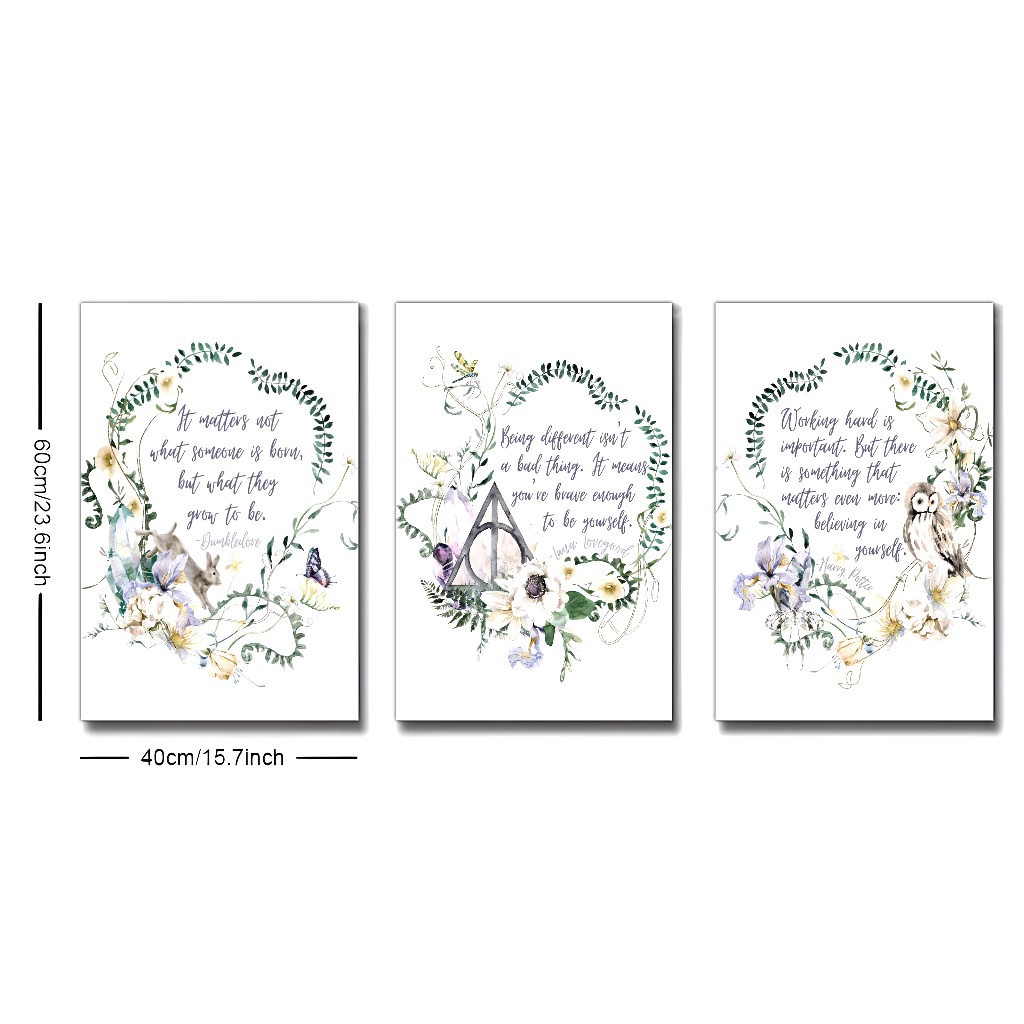 It matters not
what someone is born,
but what they
grow to be.
-Dumbledore
Being different isn't
a bad thing. It means
you're brave enough
to be yourself.
-Luna Lovegood
Working hard is
important. But there
is something that
matters even more:
believing in
yourself.
-Harry Potter
60cm/23.6inch
40cm/15.7inch